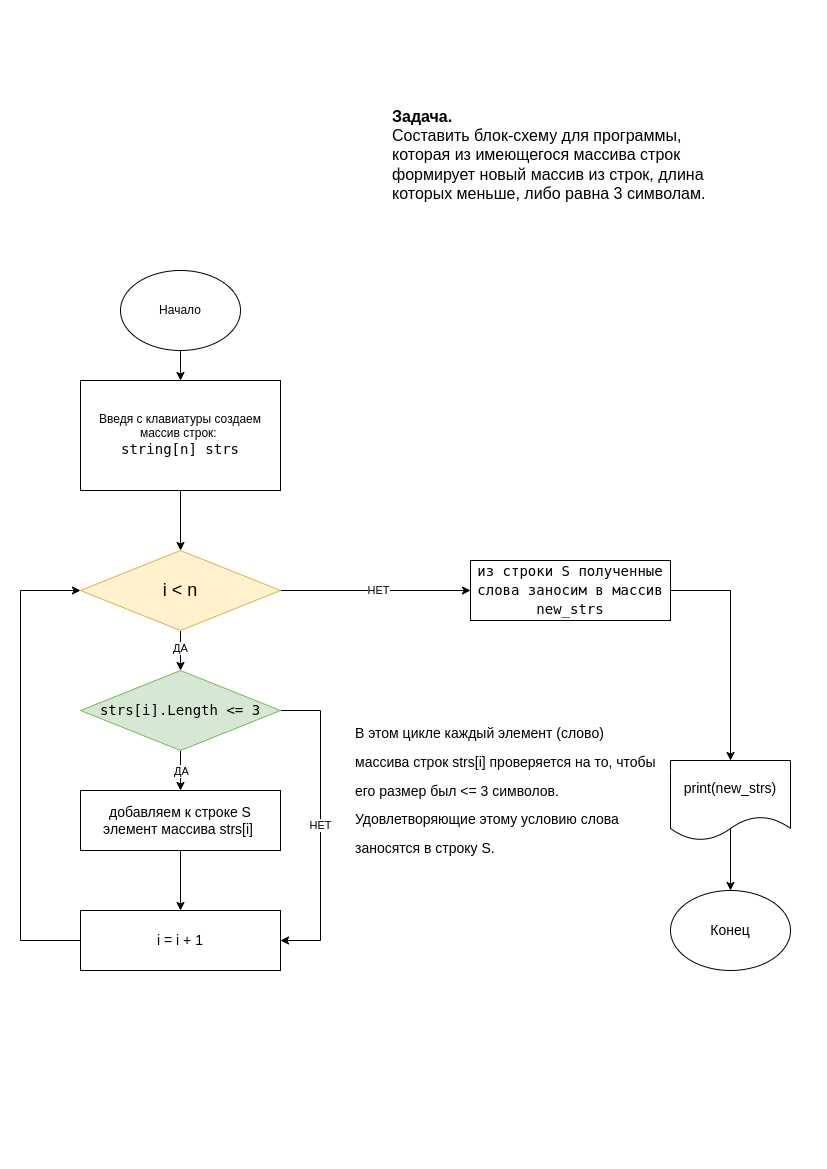 Задача.
Составить блок-схему для программы,
которая из имеющегося массива строк
формирует новый массив из строк, длина
которых меньше, либо равна 3 символам.
Начало
Введя с клавиатуры создаем
массив строк:
string[n] strs
i < n
НЕТ
из строки S полученные
слова заносим в массив
new_strs
ДА
strs[i].Length <= 3
ДА
НЕТ
добавляем к строке S
элемент массива strs[i]
i = i + 1
В этом цикле каждый элемент (слово)
массива строк strs[i] проверяется на то, чтобы
его размер был <= 3 символов.
Удовлетворяющие этому условию слова
заносятся в строку S.
print(new_strs)
Конец